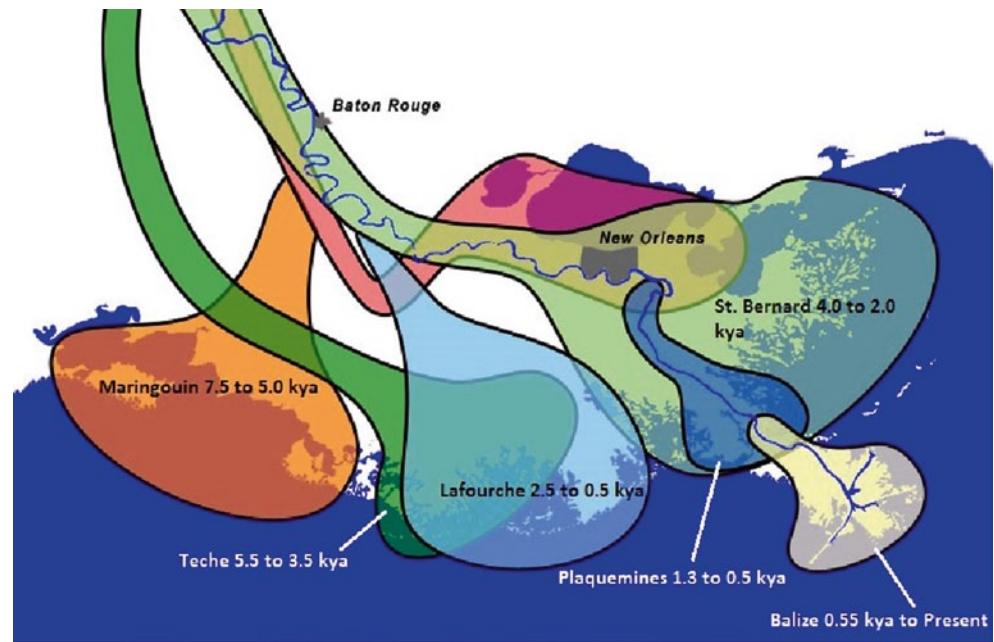 Baton Rouge
New Orleans
St. Bernard 4.0 to 2.0
kya
Maringouin 7.5 to 5.0 kya
Lafourche 2.5 to 0.5 kya
Teche 5.5 to 3.5 kya
Plaquemines 1.3 to 0.5 kya
Balize 0.55 kya to Present